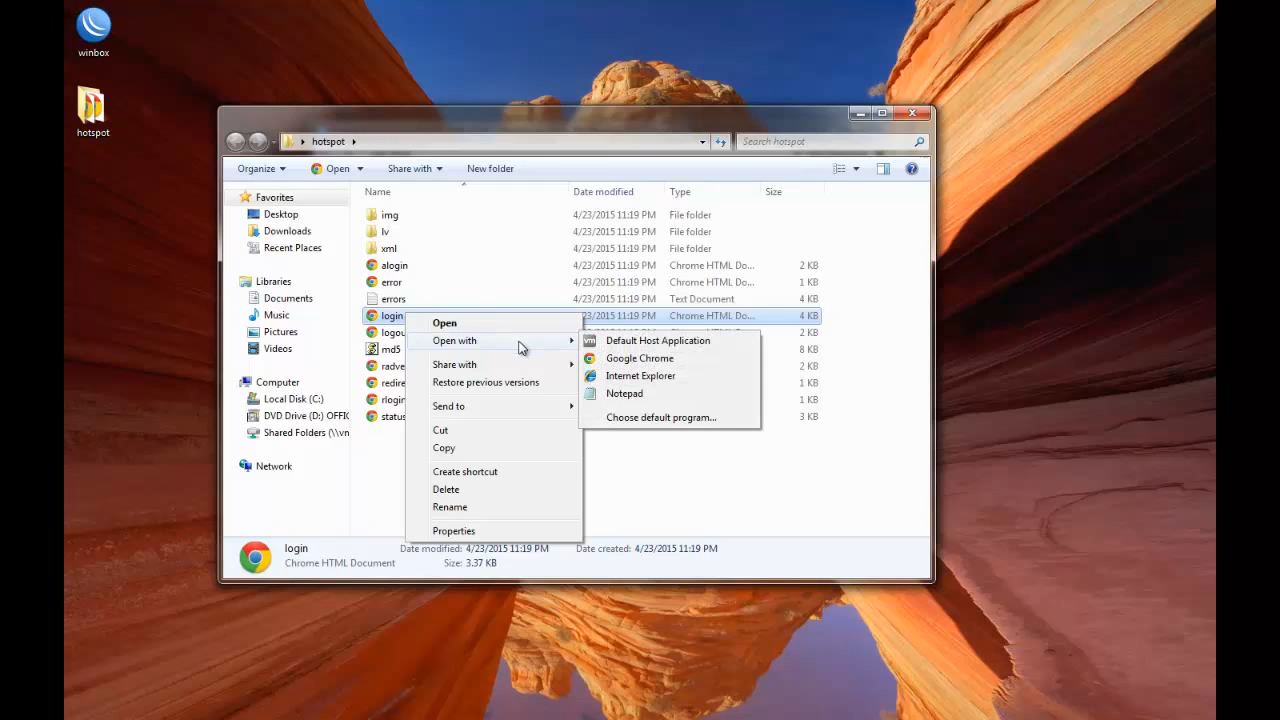 winbox
hotspot
hotspot
Search hotspot
Organize
Open
Share with
New folder
Name
Date modified
Type
Size
Favorites
Desktop
Downloads
Recent Places
Libraries
Documents
Music
Pictures
Videos
Computer
Local Disk (C:)
DVD Drive (D:) OFFIC
Shared Folders (\\vn
Network
img 4/23/2015 11:19 PM File folder
lv 4/23/2015 11:19 PM File folder
xml 4/23/2015 11:19 PM File folder
alogin 4/23/2015 11:19 PM Chrome HTML Do... 2 KB
error 4/23/2015 11:19 PM Chrome HTML Do... 1 KB
errors 4/23/2015 11:19 PM Text Document 4 KB
login 4/23/2015 11:19 PM Chrome HTML Do... 4 KB
logou 2 KB
md5 8 KB
radve 2 KB
redire 1 KB
rlogin 1 KB
status 3 KB
Open
Open with
Share with
Restore previous versions
Send to
Cut
Copy
Create shortcut
Delete
Rename
Properties
vm Default Host Application
Google Chrome
Internet Explorer
Notepad
Choose default program...
login Date modified: 4/23/2015 11:19 PM Date created: 4/23/2015 11:19 PM
Chrome HTML Document Size: 3.37 KB